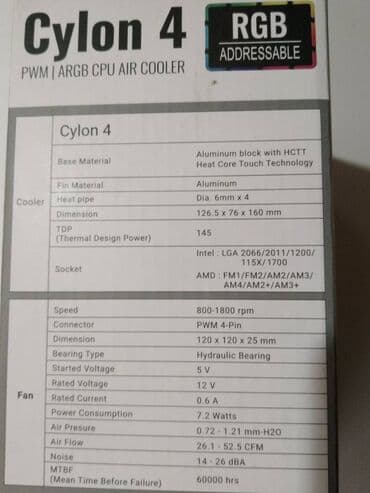 Cylon 4
RGB
ADDRESSABLE
PWM | ARGB CPU AIR COOLER
Cylon 4
Cooler
Base Material Aluminum block with HCTT
Heat Core Touch Technology
Fin Material Aluminum
Heat pipe Dia. 6mm x 4
Dimension 126.5 x 76 x 160 mm
TDP
(Thermal Design Power) 145
Socket Intel : LGA 2066/2011/1200/
115X/1700
AMD : FM1/FM2/AM2/AM3/
AM4/AM2+/AM3+
Fan
Speed 800-1800 rpm
Connector PWM 4-Pin
Dimension 120 x 120 x 25 mm
Bearing Type Hydraulic Bearing
Started Voltage 5 V
Rated Voltage 12 V
Rated Current 0.6 A
Power Consumption 7.2 Watts
Air Presure 0.72 - 1.21 mm-H2O
Air Flow 26.1 - 52.5 CFM
Noise 14 - 26 dBA
MTBF
(Mean Time Before Failure) 60000 hrs